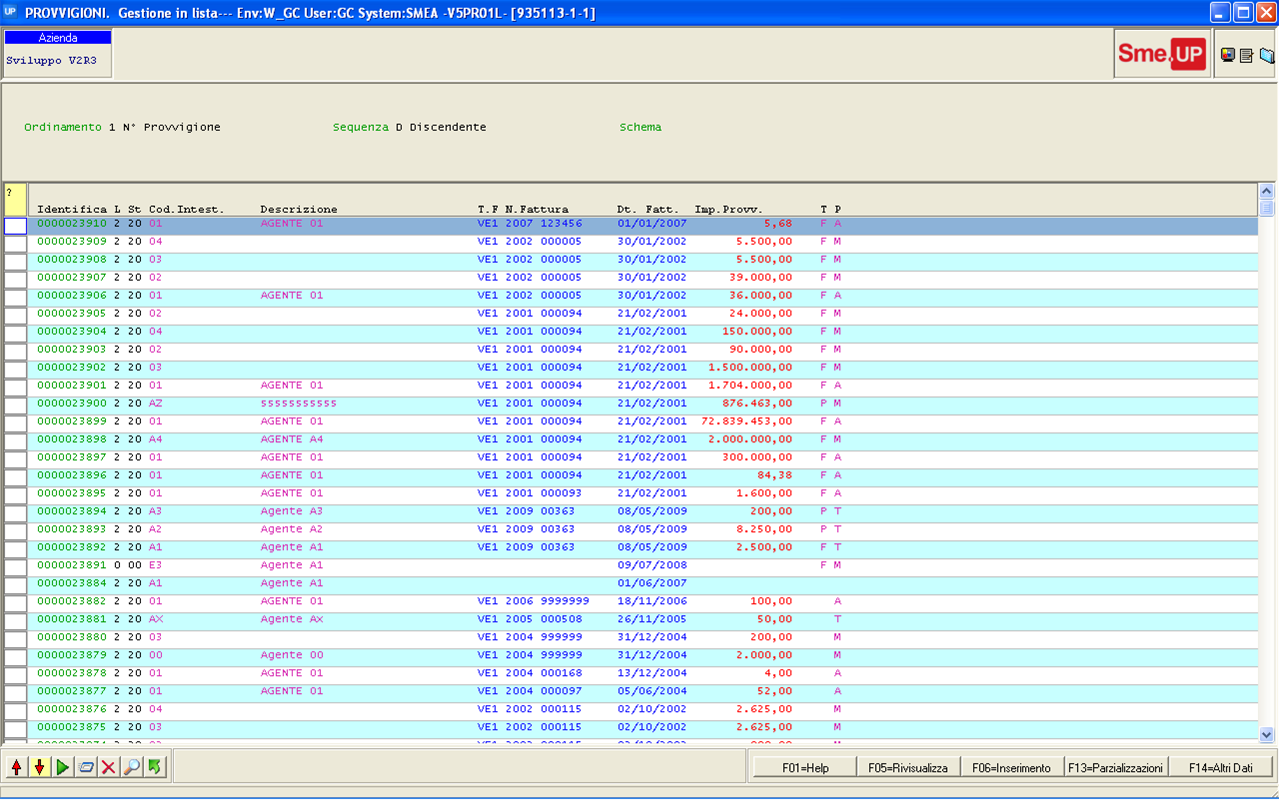 UP PROVVIGIONI. Gestione in lista--- Env:W_GC User:GC System:SMEA -V5PR01L- [935113-1-1]
Azienda
Sviluppo V2R3
Sme.UP
Ordinamento 1 N° Provvigione Sequenza D Discendente Schema
?
Identifica L St Cod.Intest. Descrizione T.F N.Fattura Dt. Fatt. Imp.Provv. T P
0000023910 2 20 01 AGENTE 01 VE1 2007 123456 01/01/2007 5,68 F A
0000023909 2 20 04 VE1 2002 000005 30/01/2002 5.500,00 F M
0000023908 2 20 03 VE1 2002 000005 30/01/2002 5.500,00 F M
0000023907 2 20 02 VE1 2002 000005 30/01/2002 39.000,00 F M
0000023906 2 20 01 AGENTE 01 VE1 2002 000005 30/01/2002 36.000,00 F A
0000023905 2 20 02 VE1 2001 000094 21/02/2001 24.000,00 F M
0000023904 2 20 04 VE1 2001 000094 21/02/2001 150.000,00 F M
0000023903 2 20 02 VE1 2001 000094 21/02/2001 90.000,00 F M
0000023902 2 20 03 VE1 2001 000094 21/02/2001 1.500.000,00 F M
0000023901 2 20 01 AGENTE 01 VE1 2001 000094 21/02/2001 1.704.000,00 F A
0000023900 2 20 AZ sssssssssss VE1 2001 000094 21/02/2001 876.463,00 P M
0000023899 2 20 01 AGENTE 01 VE1 2001 000094 21/02/2001 72.839.453,00 F A
0000023898 2 20 A4 AGENTE A4 VE1 2001 000094 21/02/2001 2.000.000,00 F M
0000023897 2 20 01 AGENTE 01 VE1 2001 000094 21/02/2001 300.000,00 F A
0000023896 2 20 01 AGENTE 01 VE1 2001 000094 21/02/2001 84,38 F A
0000023895 2 20 01 AGENTE 01 VE1 2001 000093 21/02/2001 1.600,00 F A
0000023894 2 20 A3 Agente A3 VE1 2009 00363 08/05/2009 200,00 P T
0000023893 2 20 A2 Agente A2 VE1 2009 00363 08/05/2009 8.250,00 P T
0000023892 2 20 A1 Agente A1 VE1 2009 00363 08/05/2009 2.500,00 F T
0000023891 0 00 E3 Agente A1 09/07/2008 F M
0000023884 2 20 A1 Agente A1 01/06/2007
0000023882 2 20 01 AGENTE 01 VE1 2006 9999999 18/11/2006 100,00 A
0000023881 2 20 AX Agente AX VE1 2005 000508 26/11/2005 50,00 T
0000023880 2 20 03 VE1 2004 999999 31/12/2004 200,00 M
0000023879 2 20 00 Agente 00 VE1 2004 999999 31/12/2004 2.000,00 M
0000023878 2 20 01 AGENTE 01 VE1 2004 000168 13/12/2004 4,00 A
0000023877 2 20 01 AGENTE 01 VE1 2004 000097 05/06/2004 52,00 A
0000023876 2 20 04 VE1 2002 000115 02/10/2002 2.625,00 M
0000023875 2 20 03 VE1 2002 000115 02/10/2002 2.625,00 M
F01=Help F05=Rivisualizza F06=Inserimento F13=Parzializzazioni F14=Altri Dati